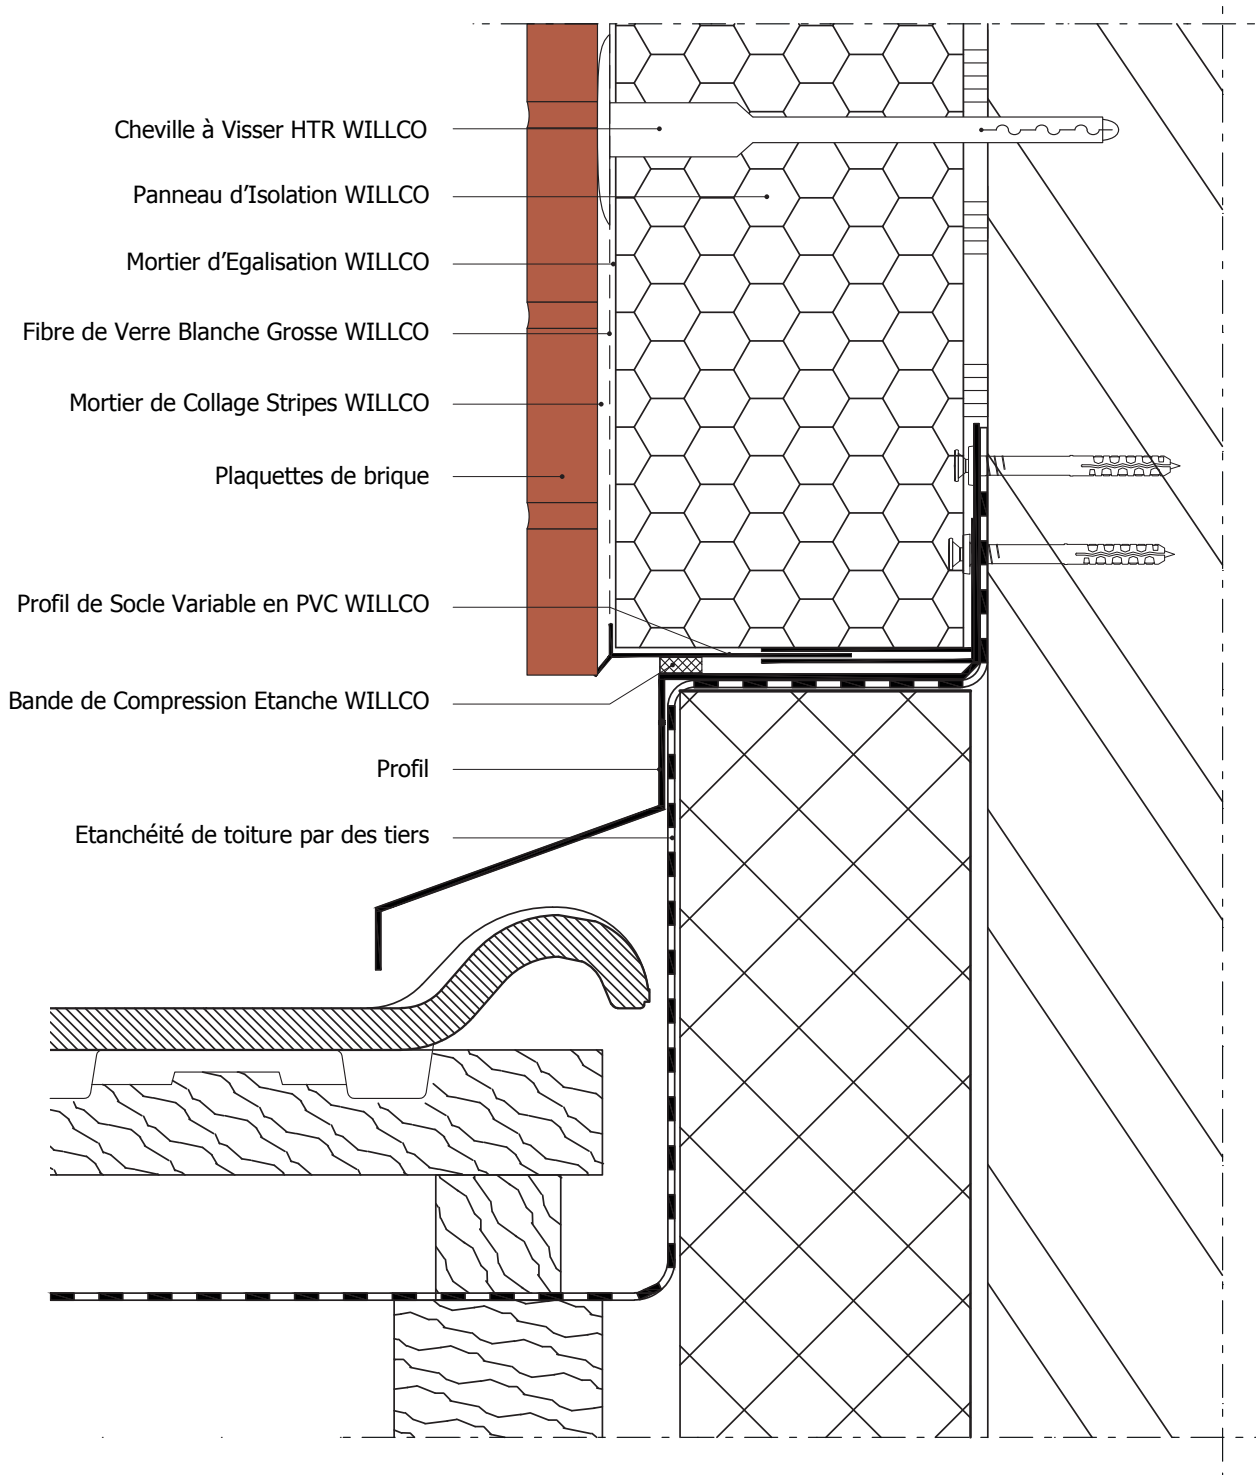 Cheville à Visser HTR WILLCO
Panneau d'Isolation WILLCO
Mortier d'Egalisation WILLCO
Fibre de Verre Blanche Grosse WILLCO
Mortier de Collage Stripes WILLCO
Plaquettes de brique
Profil de Socle Variable en PVC WILLCO
Bande de Compression Etanche WILLCO
Profil
Etanchéité de toiture par des tiers